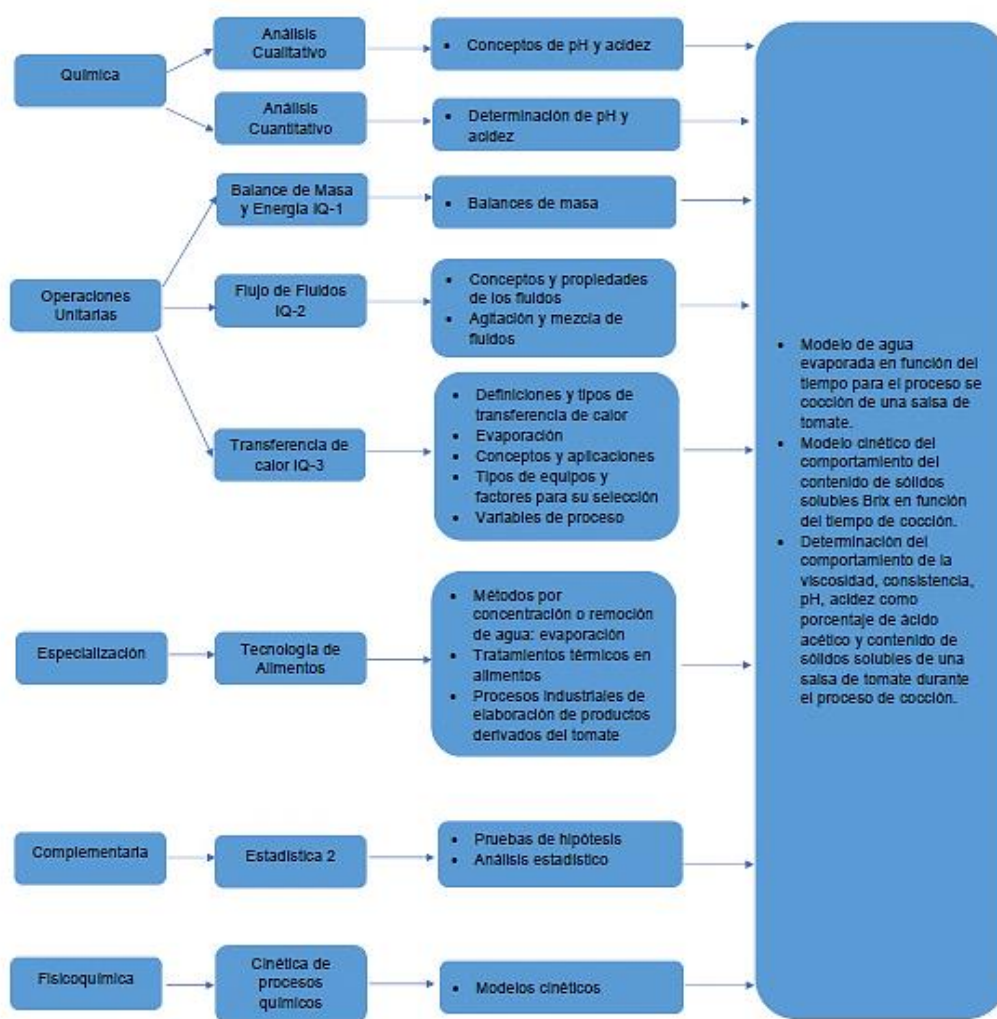 Química
Análisis
Cualitativo
• Conceptos de pH y acidez
Análisis
Cuantitativo
• Determinación de pH y
acidez
Operaciones
Unitarias
Balance de Masa
y Energía IQ-1
• Balances de masa
Flujo de Fluidos
IQ-2
• Conceptos y propiedades
de los fluidos
• Agitación y mezcla de
fluidos
Transferencia de
calor IQ-3
• Definiciones y tipos de
transferencia de calor
• Evaporación
• Conceptos y aplicaciones
• Tipos de equipos y
factores para su selección
• Variables de proceso
Especialización
Tecnología de
Alimentos
• Métodos por
concentración o remoción
de agua: evaporación
• Tratamientos térmicos en
alimentos
• Procesos industriales de
elaboración de productos
derivados del tomate
Complementaria
Estadística 2
• Pruebas de hipótesis
• Análisis estadístico
Fisicoquímica
Cinética de
procesos
químicos
• Modelos cinéticos
• Modelo de agua
evaporada en función del
tiempo para el proceso se
cocción de una salsa de
tomate.
• Modelo cinético del
comportamiento del
contenido de sólidos
solubles Brix en función
del tiempo de cocción.
• Determinación del
comportamiento de la
viscosidad, consistencia,
pH, acidez como
porcentaje de ácido
acético y contenido de
sólidos solubles de una
salsa de tomate durante
el proceso de cocción.